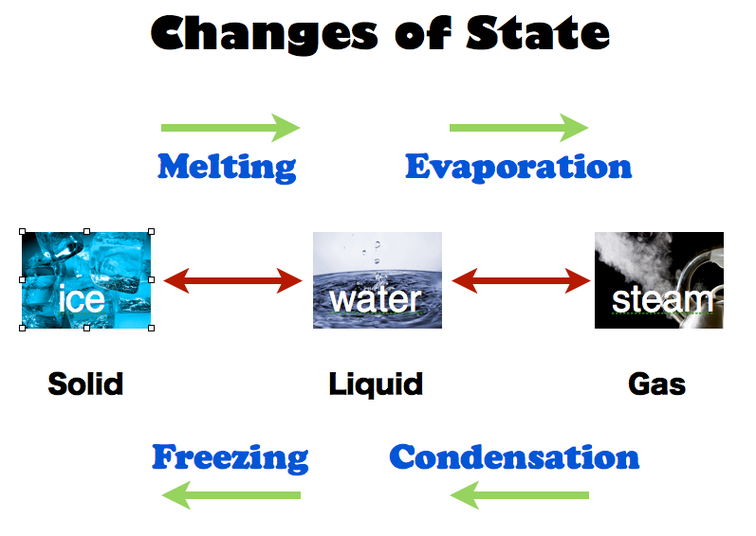 Changes of State
Melting
Evaporation
ice
water
steam
Solid
Liquid
Gas
Freezing
Condensation